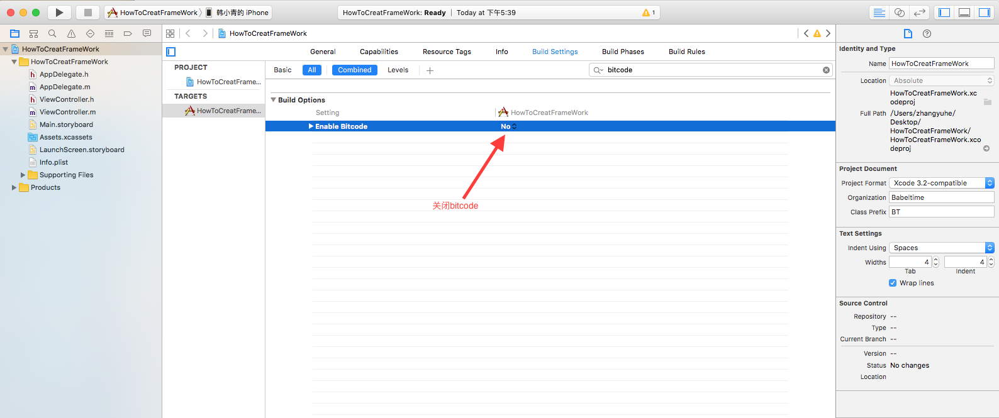 HowToCreatFrameWork 韩小青的 iPhone
HowToCreatFrameWork: Ready | Today at 下午5:39
1
HowToCreatFrameWork
HowToCreatFrameWork
AppDelegate.h
AppDelegate.m
ViewController.h
ViewController.m
Main.storyboard
Assets.xcassets
LaunchScreen.storyboard
Info.plist
Supporting Files
Products
HowToCreatFrameWork
General Capabilities Resource Tags Info Build Settings Build Phases Build Rules
PROJECT
HowToCreatFrame...
TARGETS
HowToCreatFrame...
Basic All Combined Levels
bitcode
Build Options
Setting HowToCreatFrameWork
Enable Bitcode No
关闭bitcode
Identity and Type
Name HowToCreatFrameWork
Location Absolute
HowToCreatFrameWork.xc
odeproj
Full Path /Users/zhangyuhe/
Desktop/
HowToCreatFrameWork/
HowToCreatFrameWork.xco
deproj
Project Document
Project Format Xcode 3.2-compatible
Organization Babeltime
Class Prefix BT
Text Settings
Indent Using Spaces
Widths 4 4
Tab Indent
Wrap lines
Source Control
Repository --
Type --
Current Branch --
Version --
Status No changes
Location